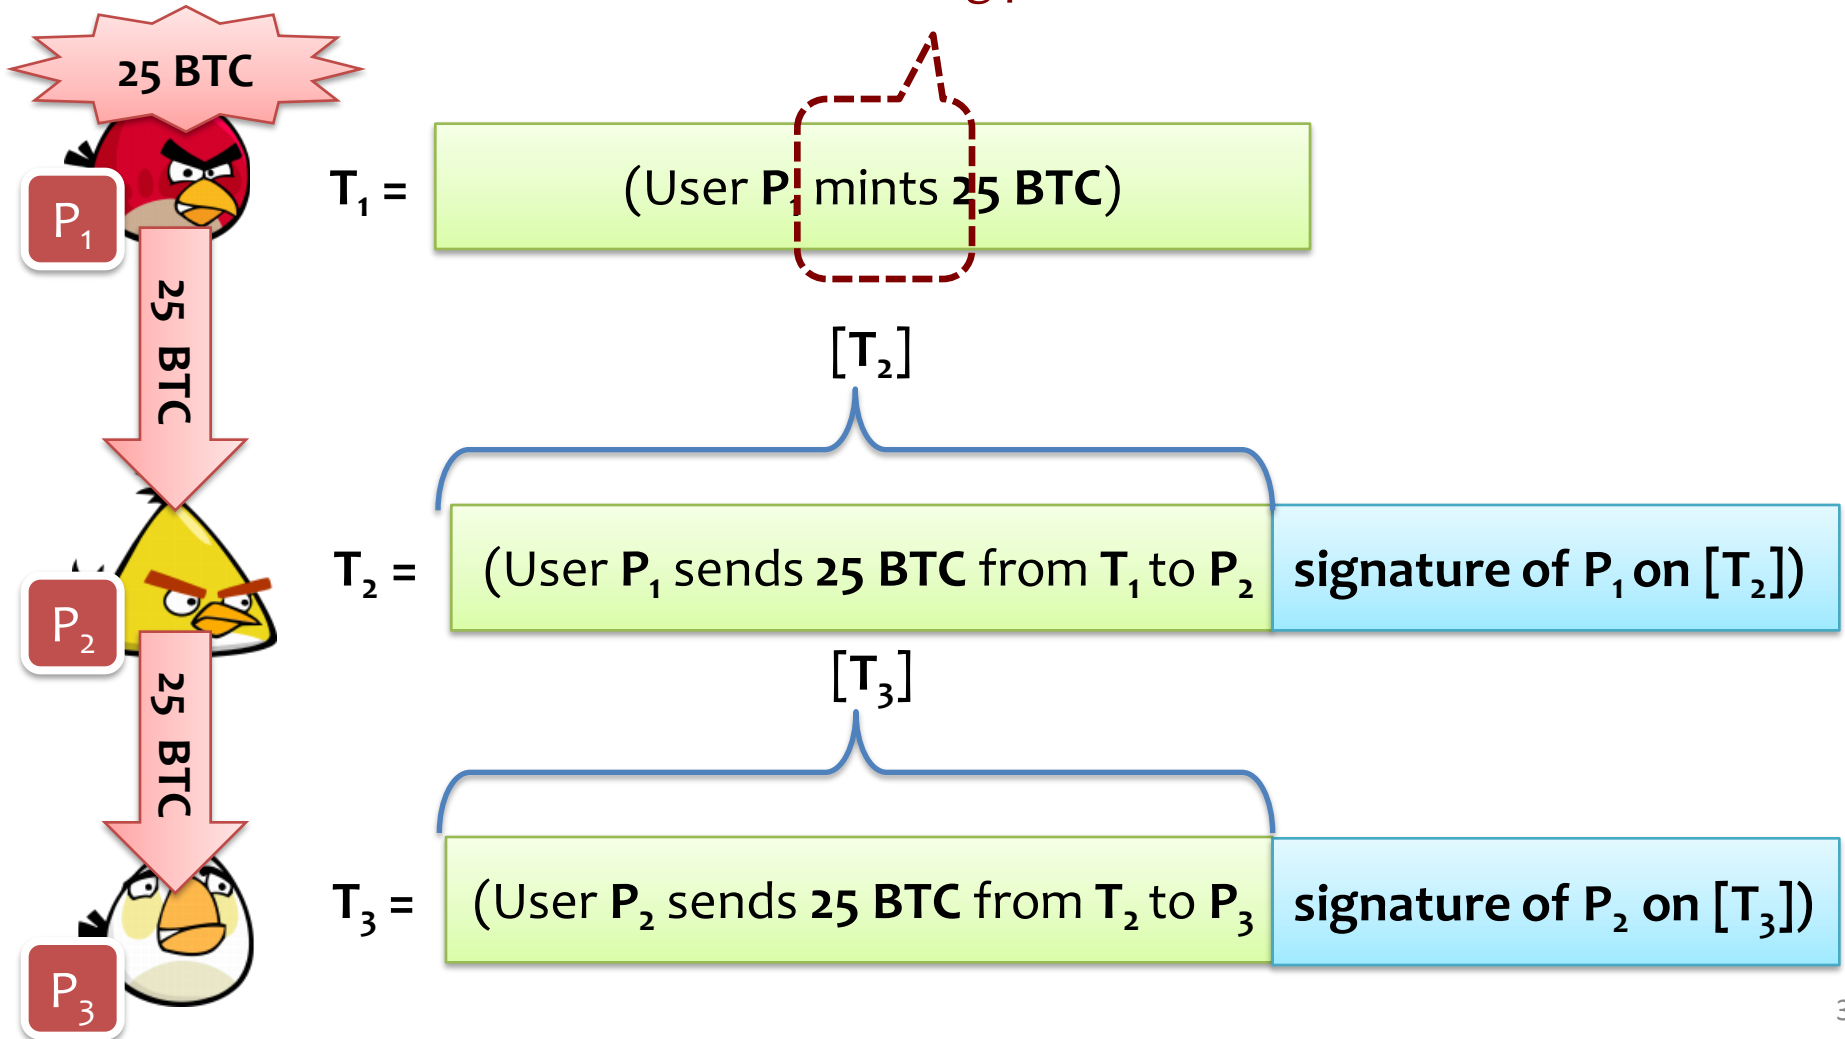 25 BTC
P₁
T₁ =
(User P₁ mints 25 BTC)
25 BTC
[T₂]
P₂
T₂ =
(User P₁ sends 25 BTC from T₁ to P₂
signature of P₁ on [T₂])
25 BTC
[T₃]
P₃
T₃ =
(User P₂ sends 25 BTC from T₂ to P₃
signature of P₂ on [T₃])